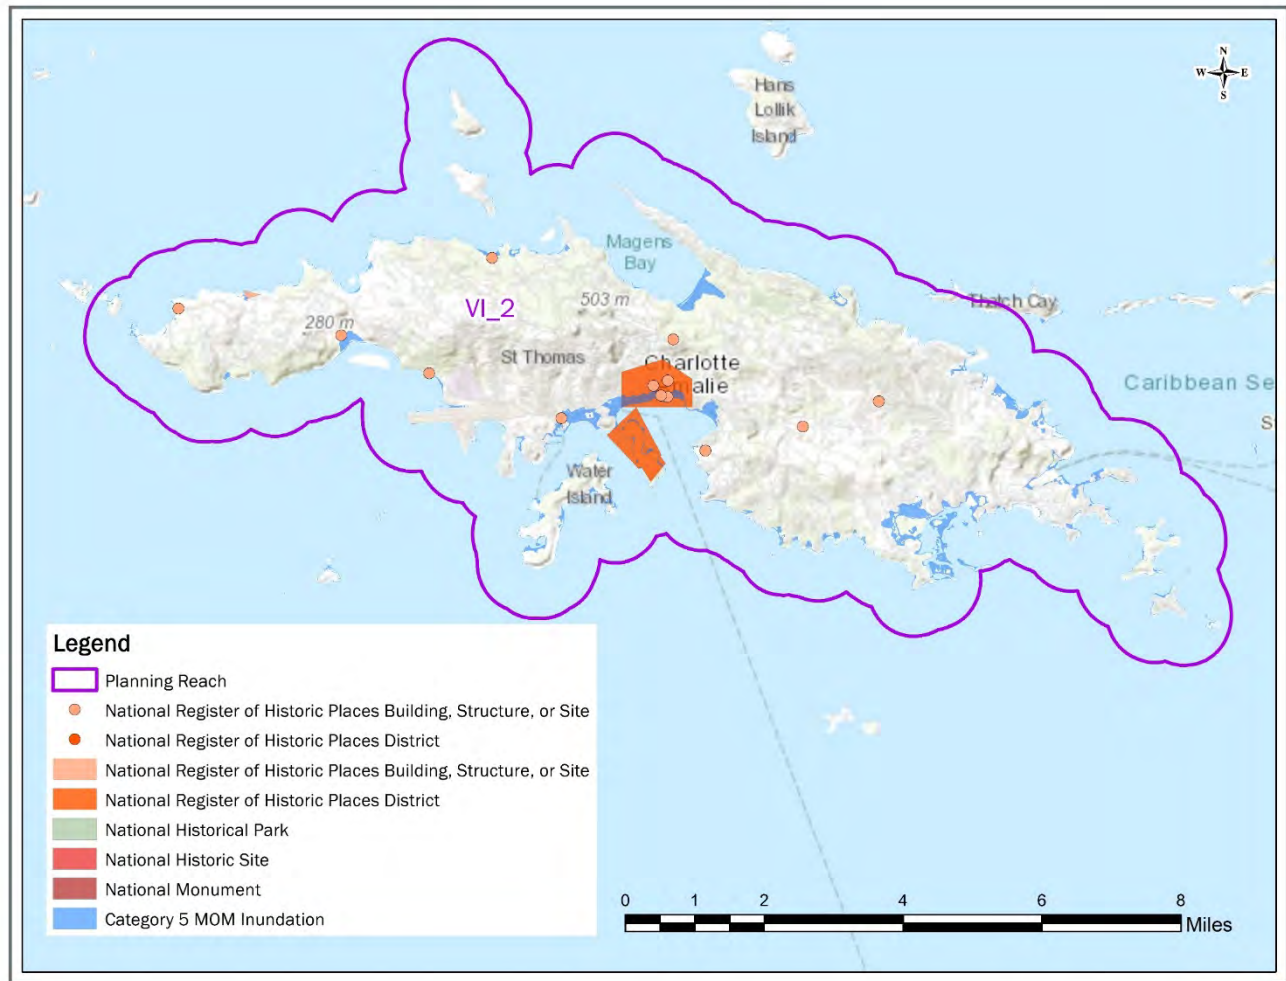 N
W E
S
Hans
Lollik
Island
Magens
Bay
VI_2
503 m
280 m
Thatch Cay
St Thomas
Charlotte
malie
Caribbean Se
S
Water
Island
Legend
Planning Reach
National Register of Historic Places Building, Structure, or Site
National Register of Historic Places District
National Register of Historic Places Building, Structure, or Site
National Register of Historic Places District
National Historical Park
National Historic Site
National Monument
Category 5 MOM Inundation
0 1 2 4 6 8
Miles